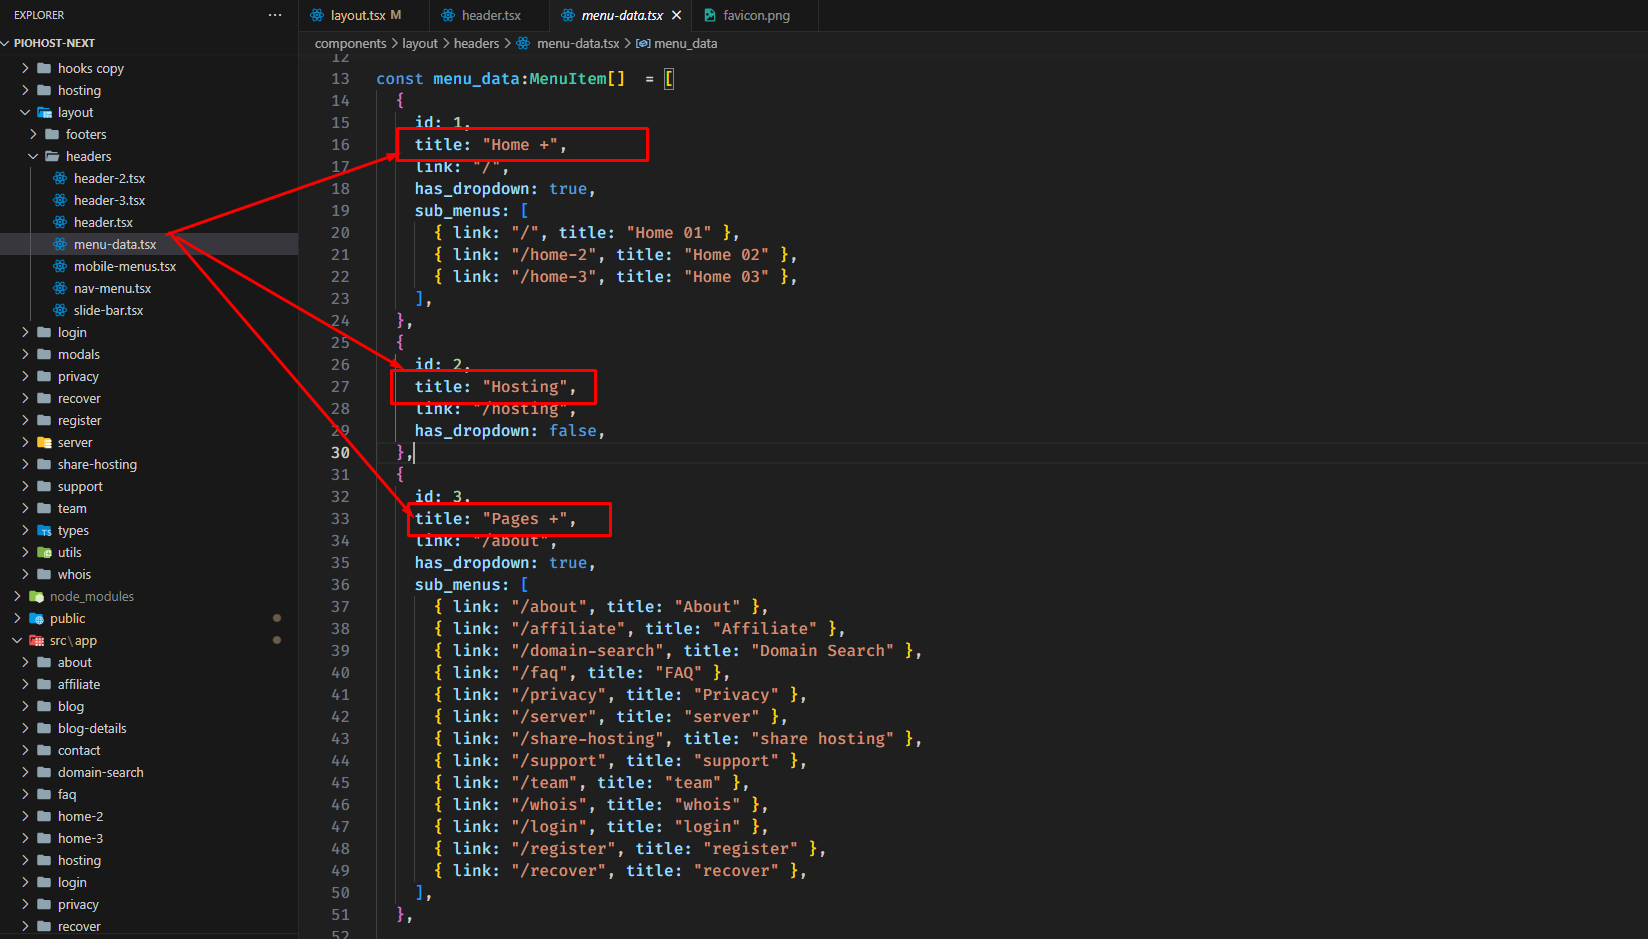 EXPLORER
···
PIOHOST-NEXT
hooks copy
hosting
layout
footers
headers
header-2.tsx
header-3.tsx
header.tsx
menu-data.tsx
mobile-menus.tsx
nav-menu.tsx
slide-bar.tsx
login
modals
privacy
recover
register
server
share-hosting
support
team
types
utils
whois
node_modules
public
src\app
about
affiliate
blog
blog-details
contact
domain-search
faq
home-2
home-3
hosting
login
privacy
recover
layout.tsx M
header.tsx
menu-data.tsx
favicon.png
components > layout > headers > menu-data.tsx > menu_data
12
13 const menu_data:MenuItem[]  = [
14 {
15 id: 1,
16 title: "Home +",
17 link: "/",
18 has_dropdown: true,
19 sub_menus: [
20 { link: "/", title: "Home 01" },
21 { link: "/home-2", title: "Home 02" },
22 { link: "/home-3", title: "Home 03" },
23 ],
24 },
25 {
26 id: 2,
27 title: "Hosting",
28 link: "/hosting",
29 has_dropdown: false,
30 },
31 {
32 id: 3,
33 title: "Pages +",
34 link: "/about",
35 has_dropdown: true,
36 sub_menus: [
37 { link: "/about", title: "About" },
38 { link: "/affiliate", title: "Affiliate" },
39 { link: "/domain-search", title: "Domain Search" },
40 { link: "/faq", title: "FAQ" },
41 { link: "/privacy", title: "Privacy" },
42 { link: "/server", title: "server" },
43 { link: "/share-hosting", title: "share hosting" },
44 { link: "/support", title: "support" },
45 { link: "/team", title: "team" },
46 { link: "/whois", title: "whois" },
47 { link: "/login", title: "login" },
48 { link: "/register", title: "register" },
49 { link: "/recover", title: "recover" },
50 ],
51 },
52